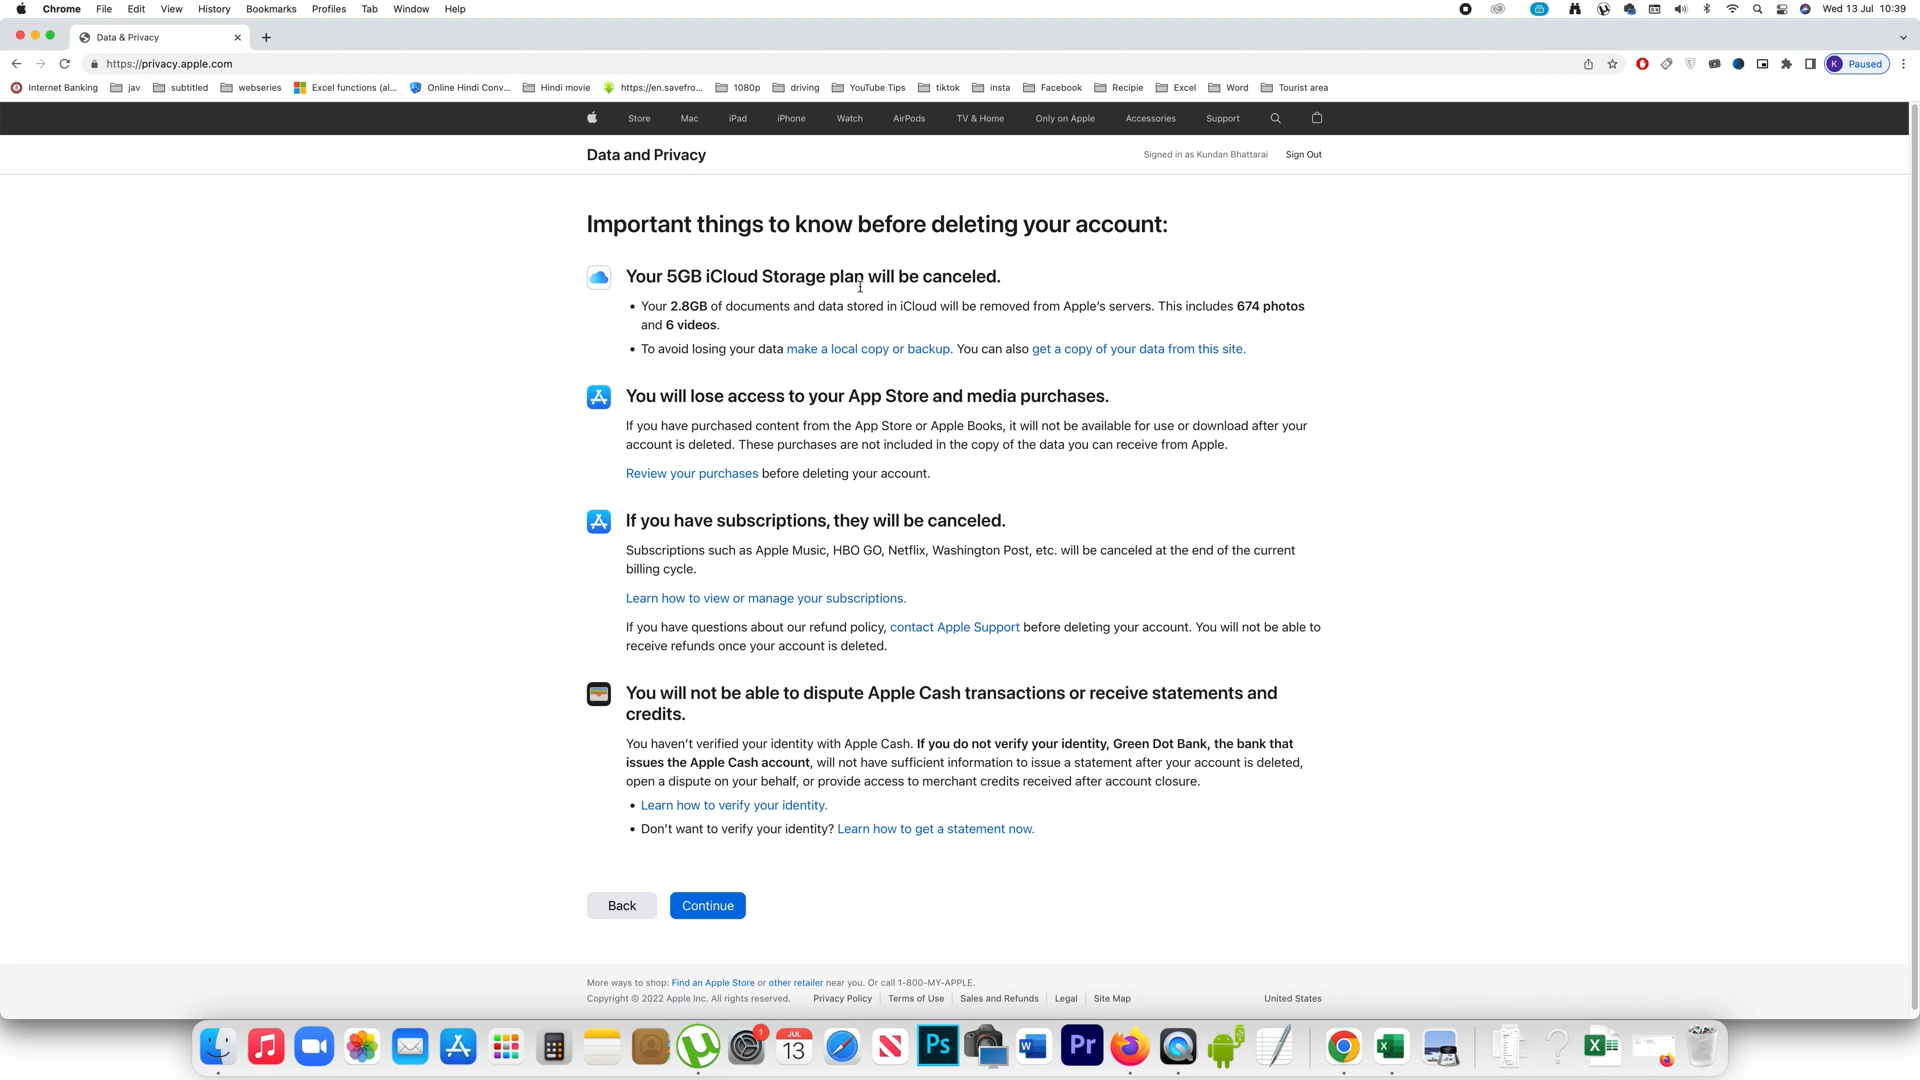 Chrome File Edit View History Bookmarks Profiles Tab Window Help Wed 13 Jul 10:39
Data & Privacy
https://privacy.apple.com K Paused
Internet Banking jav subtitled webseries Excel functions (al... Online Hindi Conv... Hindi movie https://en.savefro... 1080p driving YouTube Tips tiktok insta Facebook Recipie Excel Word Tourist area
Store Mac iPad iPhone Watch AirPods TV & Home Only on Apple Accessories Support
Data and Privacy Signed in as Kundan Bhattarai Sign Out
Important things to know before deleting your account:
Your 5GB iCloud Storage plan will be canceled.
• Your 2.8GB of documents and data stored in iCloud will be removed from Apple's servers. This includes 674 photos
and 6 videos.
• To avoid losing your data make a local copy or backup. You can also get a copy of your data from this site.
You will lose access to your App Store and media purchases.
If you have purchased content from the App Store or Apple Books, it will not be available for use or download after your
account is deleted. These purchases are not included in the copy of the data you can receive from Apple.
Review your purchases before deleting your account.
If you have subscriptions, they will be canceled.
Subscriptions such as Apple Music, HBO GO, Netflix, Washington Post, etc. will be canceled at the end of the current
billing cycle.
Learn how to view or manage your subscriptions.
If you have questions about our refund policy, contact Apple Support before deleting your account. You will not be able to
receive refunds once your account is deleted.
You will not be able to dispute Apple Cash transactions or receive statements and
credits.
You haven't verified your identity with Apple Cash. If you do not verify your identity, Green Dot Bank, the bank that
issues the Apple Cash account, will not have sufficient information to issue a statement after your account is deleted,
open a dispute on your behalf, or provide access to merchant credits received after account closure.
• Learn how to verify your identity.
• Don't want to verify your identity? Learn how to get a statement now.
Back Continue
More ways to shop: Find an Apple Store or other retailer near you. Or call 1-800-MY-APPLE.
Copyright © 2022 Apple Inc. All rights reserved. Privacy Policy Terms of Use Sales and Refunds Legal Site Map United States
1 JUL 13 Ps W Pr X X